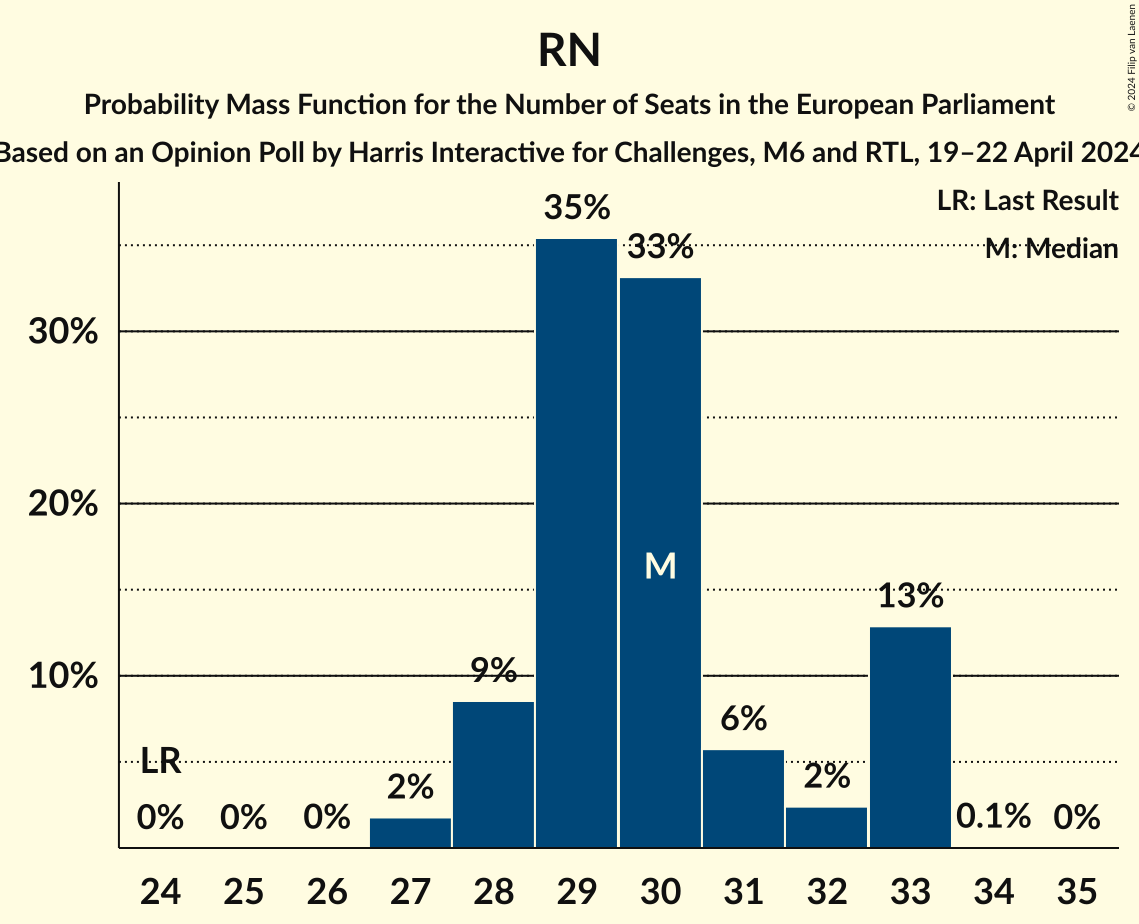 © 2024 Filip van Laenen
RN
Probability Mass Function for the Number of Seats in the European Parliament
Based on an Opinion Poll by Harris Interactive for Challenges, M6 and RTL, 19–22 April 2024
LR: Last Result
M: Median
35%
33%
30%
20%
M
13%
10%
9%
6%
LR
2%
2%
0%
0%
0%
0.1%
0%
24 25 26 27 28 29 30 31 32 33 34 35